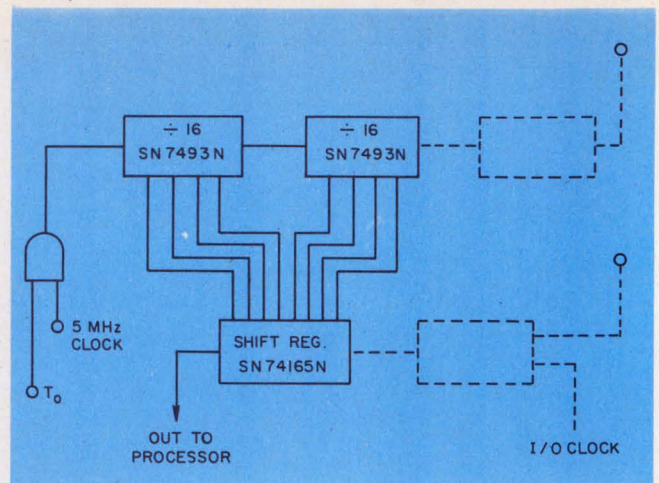 ÷ 16
SN7493N
÷ 16
SN7493N
5 MHz
CLOCK
T₀
SHIFT REG.
SN74165N
OUT TO
PROCESSOR
I/O CLOCK